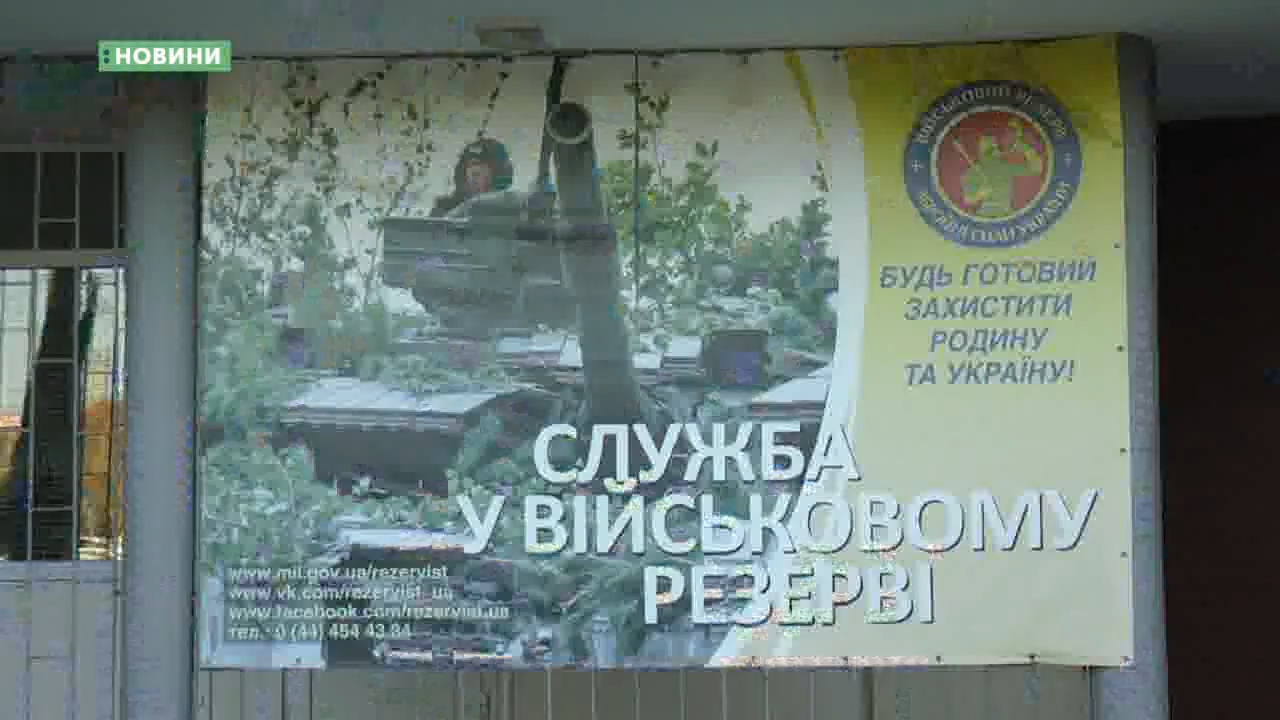 НОВИНИ
БУДЬ ГОТОВИЙ
ЗАХИСТИТИ
РОДИНУ
ТА УКРАЇНУ!
СЛУЖБА
У ВІЙСЬКОВОМУ
РЕЗЕРВІ
www.mil.gov.ua/rezervist
www.vk.com/rezervist_ua
www.facebook.com/rezervist.ua
тел.: 0 (44) 454 43 84